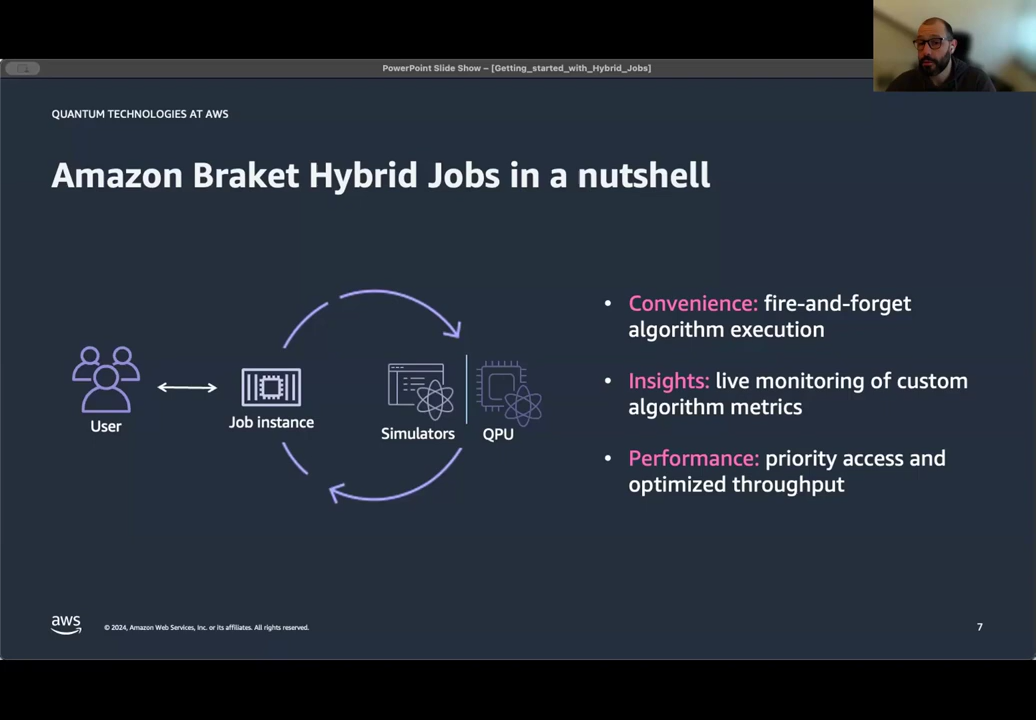 PowerPoint Slide Show – [Getting_started_with_Hybrid_Jobs]
QUANTUM TECHNOLOGIES AT AWS
Amazon Braket Hybrid Jobs in a nutshell
User
Job instance
Simulators
QPU
• Convenience: fire-and-forget
algorithm execution
• Insights: live monitoring of custom
algorithm metrics
• Performance: priority access and
optimized throughput
aws
© 2024, Amazon Web Services, Inc. or its affiliates. All rights reserved.
7